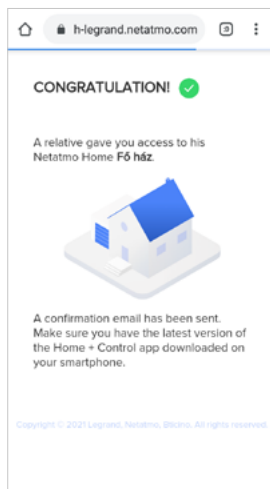 h-legrand.netatmo.com
CONGRATULATION!
A relative gave you access to his
Netatmo Home Fő ház.
A confirmation email has been sent.
Make sure you have the latest version of
the Home + Control app downloaded on
your smartphone.
Copyright © 2021 Legrand, Netatmo, Bticino. All rights reserved.